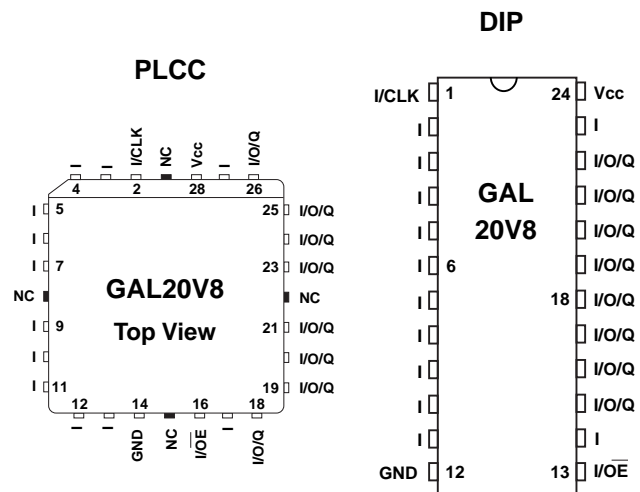 DIP
PLCC
I/CLK 1 24 Vcc
I I
I I/O/Q
I I/O/Q
I I/O/Q
I 6 I/O/Q
I 18 I/O/Q
I I/O/Q
I I/O/Q
I I/O/Q
I I
GND 12 13 I/OE
GAL
20V8
I I I/CLK NC Vcc I I/O/Q
4 2 28 26
I 5 25 I/O/Q
I I/O/Q
I 7 23 I/O/Q
NC GAL20V8 NC
Top View
I 9 21 I/O/Q
I I/O/Q
I 11 19 I/O/Q
12 14 16 18
I I GND NC I/OE I I/O/Q